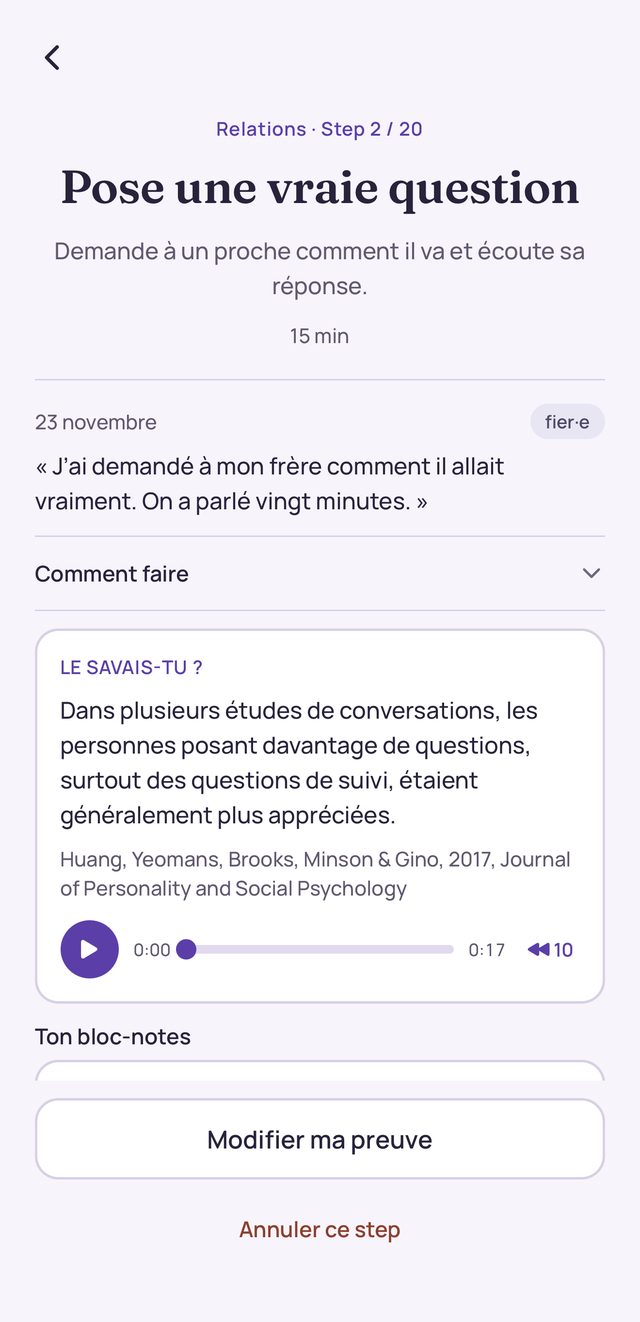 Relations · Step 2 / 20
Pose une vraie question
Demande à un proche comment il va et écoute sa
réponse.
15 min
23 novembre
fier·e
« J’ai demandé à mon frère comment il allait
vraiment. On a parlé vingt minutes. »
Comment faire
LE SAVAIS-TU ?
Dans plusieurs études de conversations, les
personnes posant davantage de questions,
surtout des questions de suivi, étaient
généralement plus appréciées.
Huang, Yeomans, Brooks, Minson & Gino, 2017, Journal
of Personality and Social Psychology
0:00
0:17
10
Ton bloc-notes
Modifier ma preuve
Annuler ce step